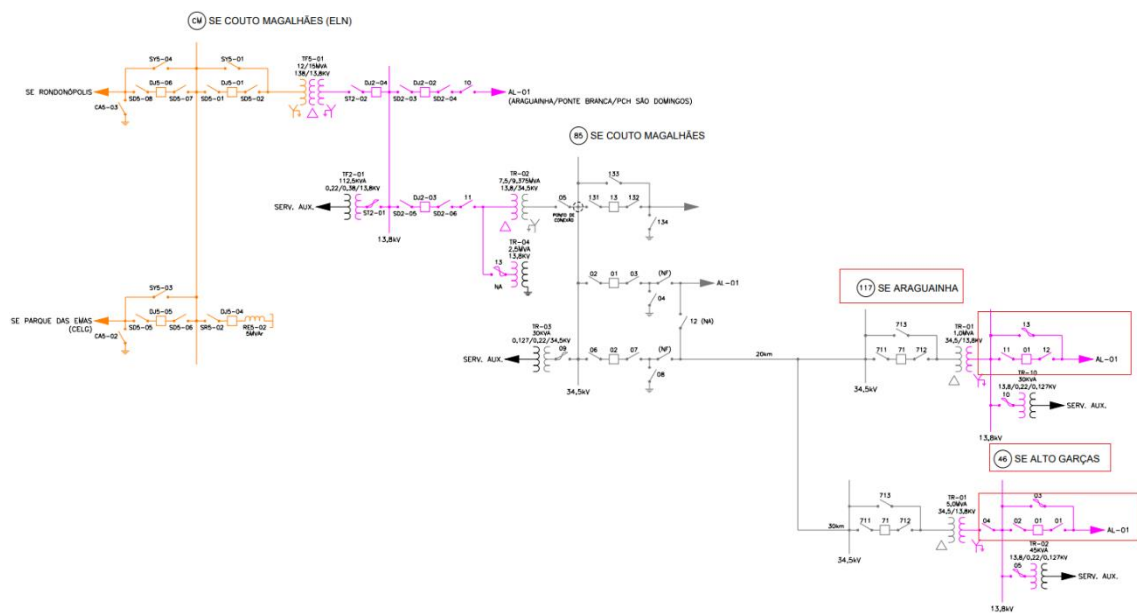 CM SE COUTO MAGALHÃES (ELN)
SY5-04
SY5-01
TF5-01
12/15MVA
138/13,8KV
SE RONDONÓPOLIS
DJ5-06
DJ5-01
SD5-08
SD5-07
SD5-01
SD5-02
CA5-03
DJ2-04
DJ2-02
10
ST2-02
SD2-03
SD2-04
AL-01
(ARAGUAINHA/PONTE BRANCA/PCH SÃO DOMINGOS)
85 SE COUTO MAGALHÃES
TF2-01
112,5KVA
0,22/0,38/13,8KV
SERV. AUX.
ST2-01
DJ2-03
11
SD2-05
SD2-06
13,8kV
TR-02
7,5/9,375MVA
13,8/34,5KV
05
PONTO DE
CONEXÃO
133
131
13
132
134
TR-04
2,5MVA
13,8KV
13
NA
02
01
03
(NF)
AL-01
04
12 (NA)
SY5-03
DJ5-05
DJ5-04
SE PARQUE DAS EMAS
(CELG)
SD5-05
SD5-06
SR5-02
RE5-02
5MVAr
CA5-02
TR-03
30KVA
0,127/0,22/34,5KV
SERV. AUX.
09
06
02
07
(NF)
08
34,5kV
20km
117 SE ARAGUAINHA
713
711
71
712
34,5kV
TR-01
1,0MVA
34,5/13,8KV
13
11
01
12
AL-01
TR-10
30KVA
13,8/0,22/0,127KV
10
SERV. AUX.
13,8kV
46 SE ALTO GARÇAS
30km
713
711
71
712
34,5kV
TR-01
5,0MVA
34,5/13,8KV
04
03
02
01
01
AL-01
TR-02
45KVA
13,8/0,22/0,127KV
05
SERV. AUX.
13,8kV